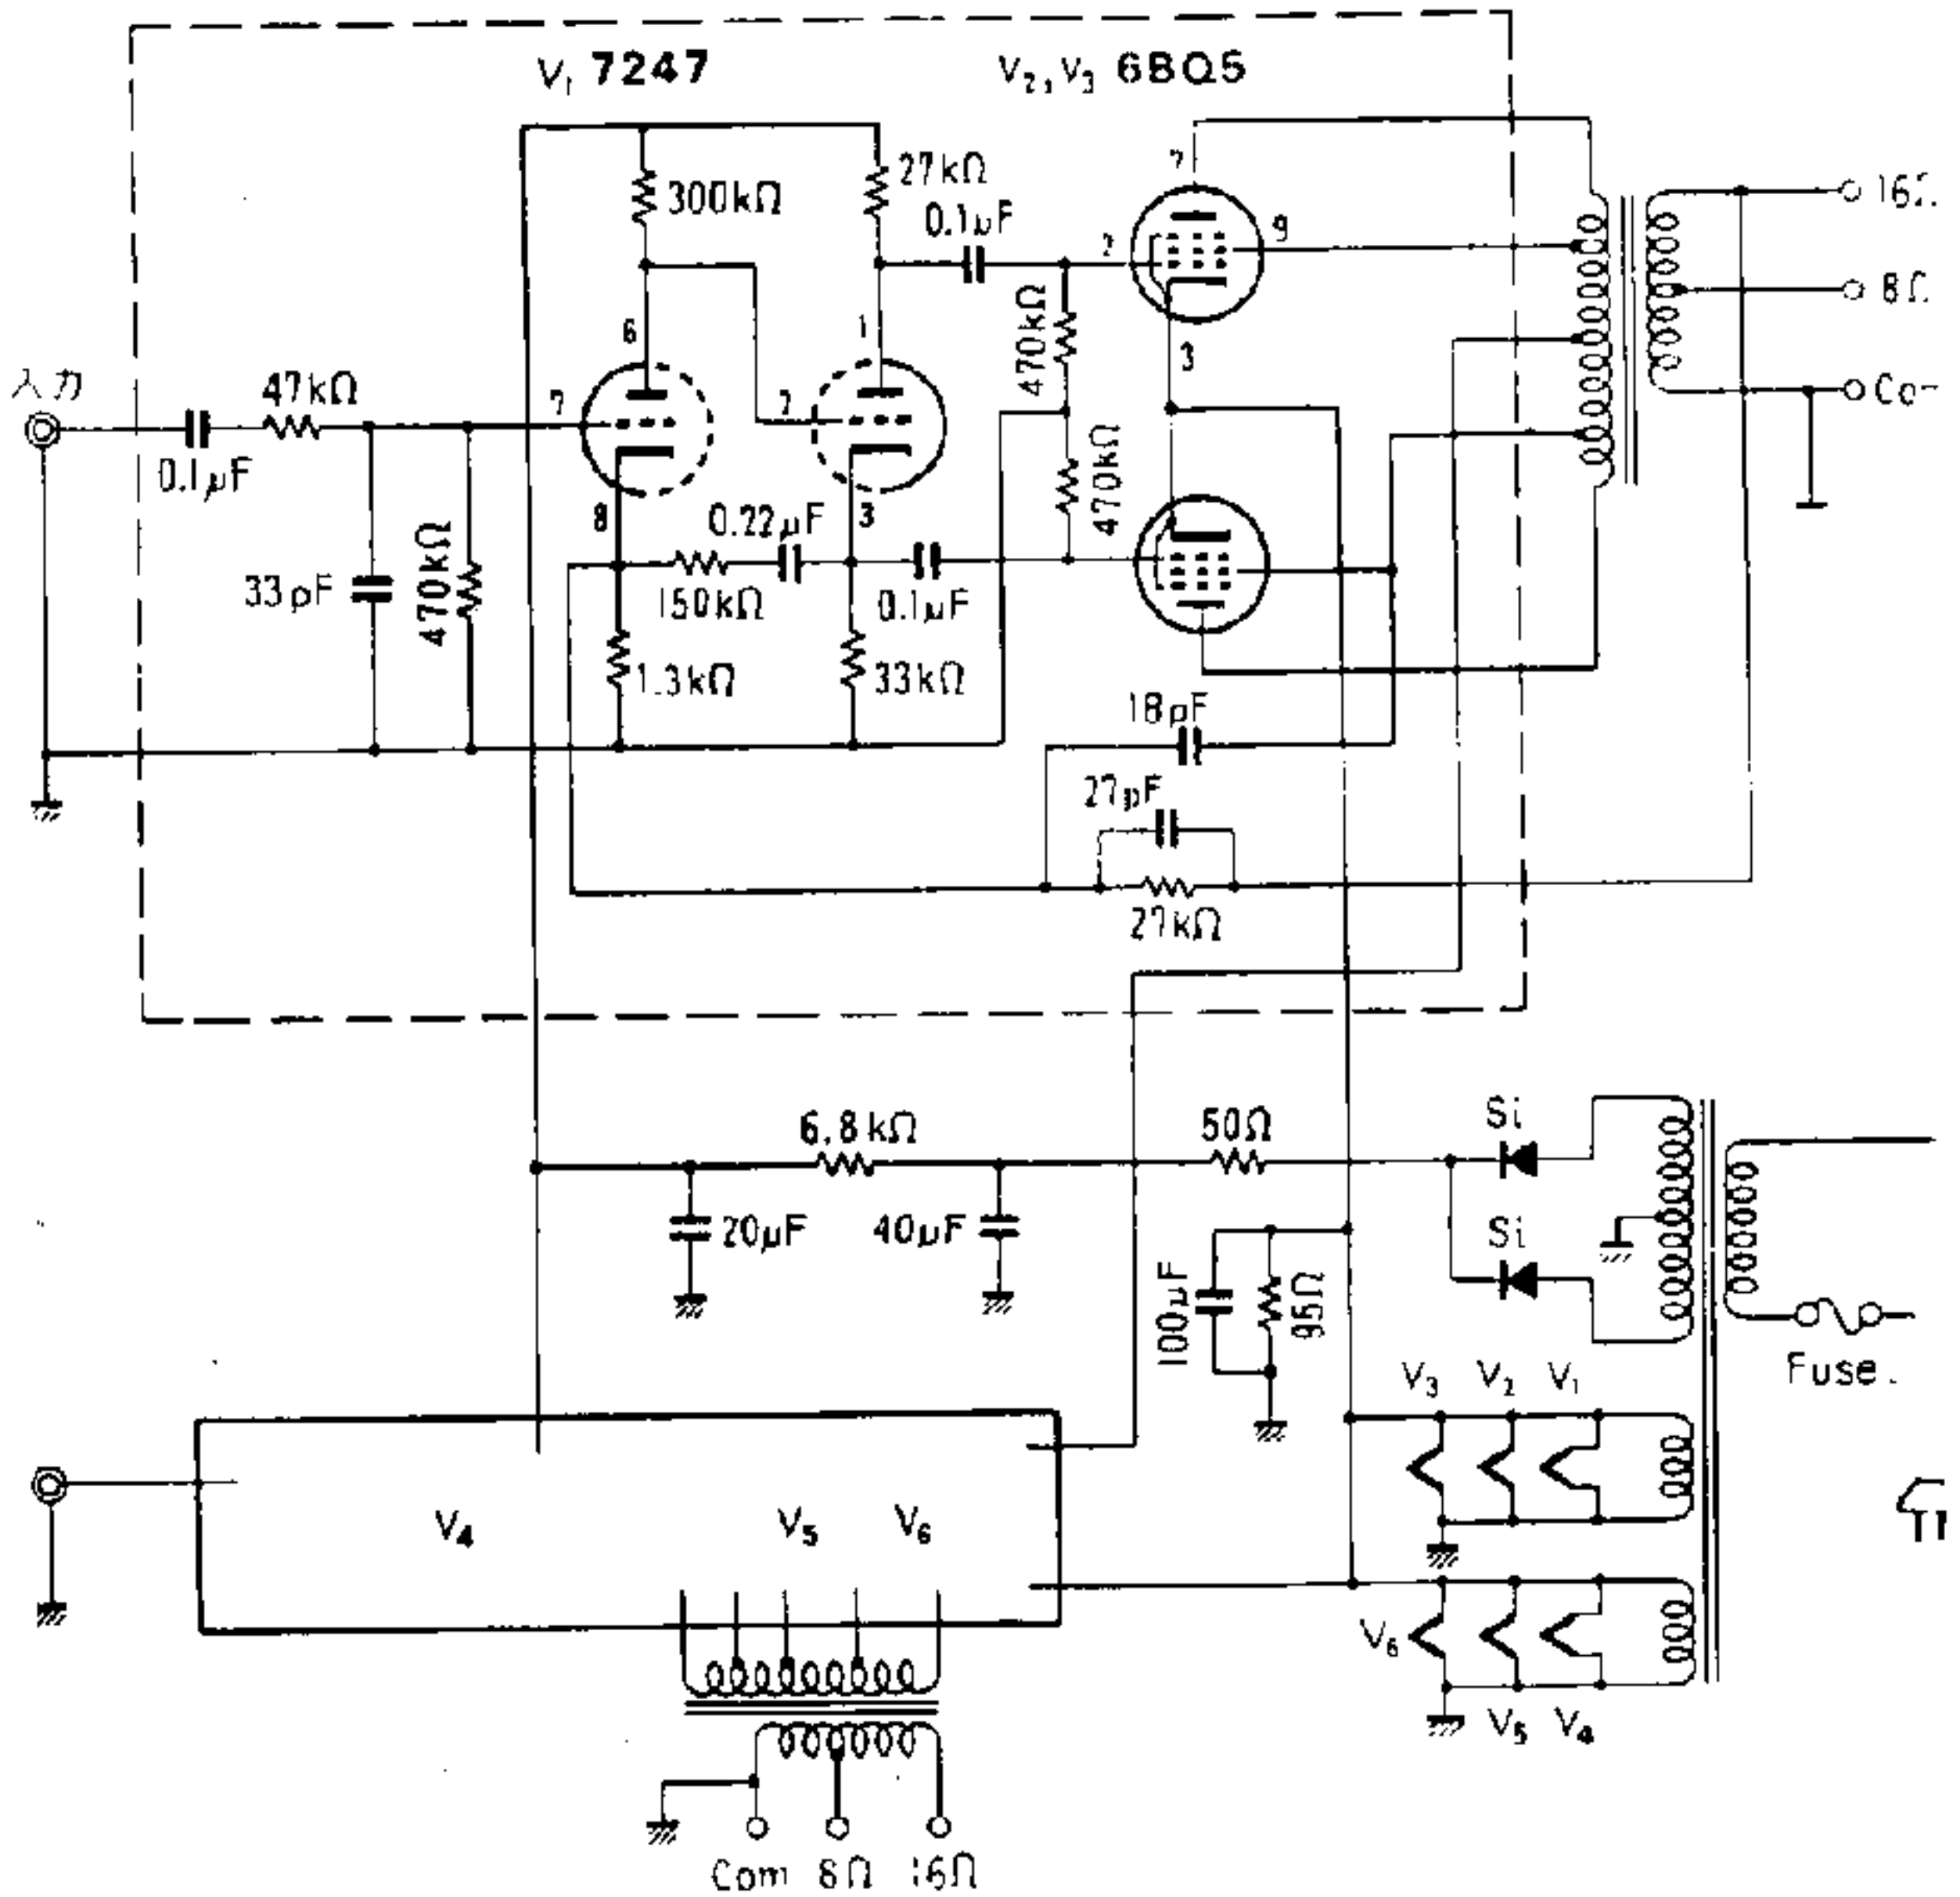 V₁ 7247
V₂, V₃ 6BQ5
27kΩ
300kΩ
0.1μF
7
2
9
16Ω
8Ω
入力
47kΩ
0.1μF
7
6
2
1
470kΩ
3
8
0.22μF
3
470kΩ
33pF
470kΩ
150kΩ
0.1μF
1.3kΩ
33kΩ
18pF
27pF
27kΩ
6.8kΩ
50Ω
Si
20μF
40μF
Si
100μF
95Ω
Fuse
V₃
V₂
V₁
V₄
V₅
V₆
V₆
V₅
V₄
Com
8Ω
16Ω